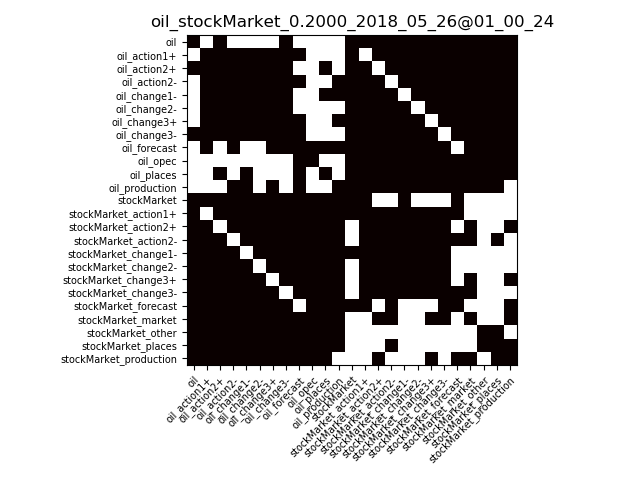 oil_stockMarket_0.2000_2018_05_26@01_00_24
oil
oil_action1+
oil_action2+
oil_action2-
oil_change1-
oil_change2-
oil_change3+
oil_change3-
oil_forecast
oil_opec
oil_places
oil_production
stockMarket
stockMarket_action1+
stockMarket_action2+
stockMarket_action2-
stockMarket_change1-
stockMarket_change2-
stockMarket_change3+
stockMarket_change3-
stockMarket_forecast
stockMarket_market
stockMarket_other
stockMarket_places
stockMarket_production
oil
oil_action1+
oil_action2+
oil_action2-
oil_change1-
oil_change2-
oil_change3+
oil_change3-
oil_forecast
oil_opec
oil_places
oil_production
stockMarket
stockMarket_action1+
stockMarket_action2+
stockMarket_action2-
stockMarket_change1-
stockMarket_change2-
stockMarket_change3+
stockMarket_change3-
stockMarket_forecast
stockMarket_market
stockMarket_other
stockMarket_places
stockMarket_production